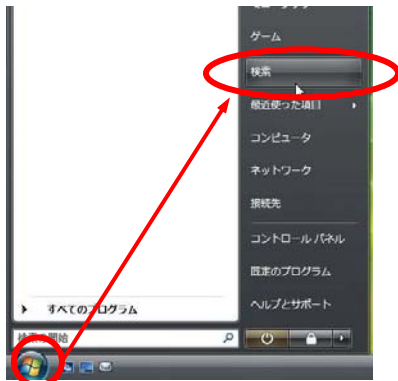 ゲーム
検索
最近使った項目
コンピュータ
ネットワーク
接続先
コントロール パネル
既定のプログラム
ヘルプとサポート
すべてのプログラム
検索の開始